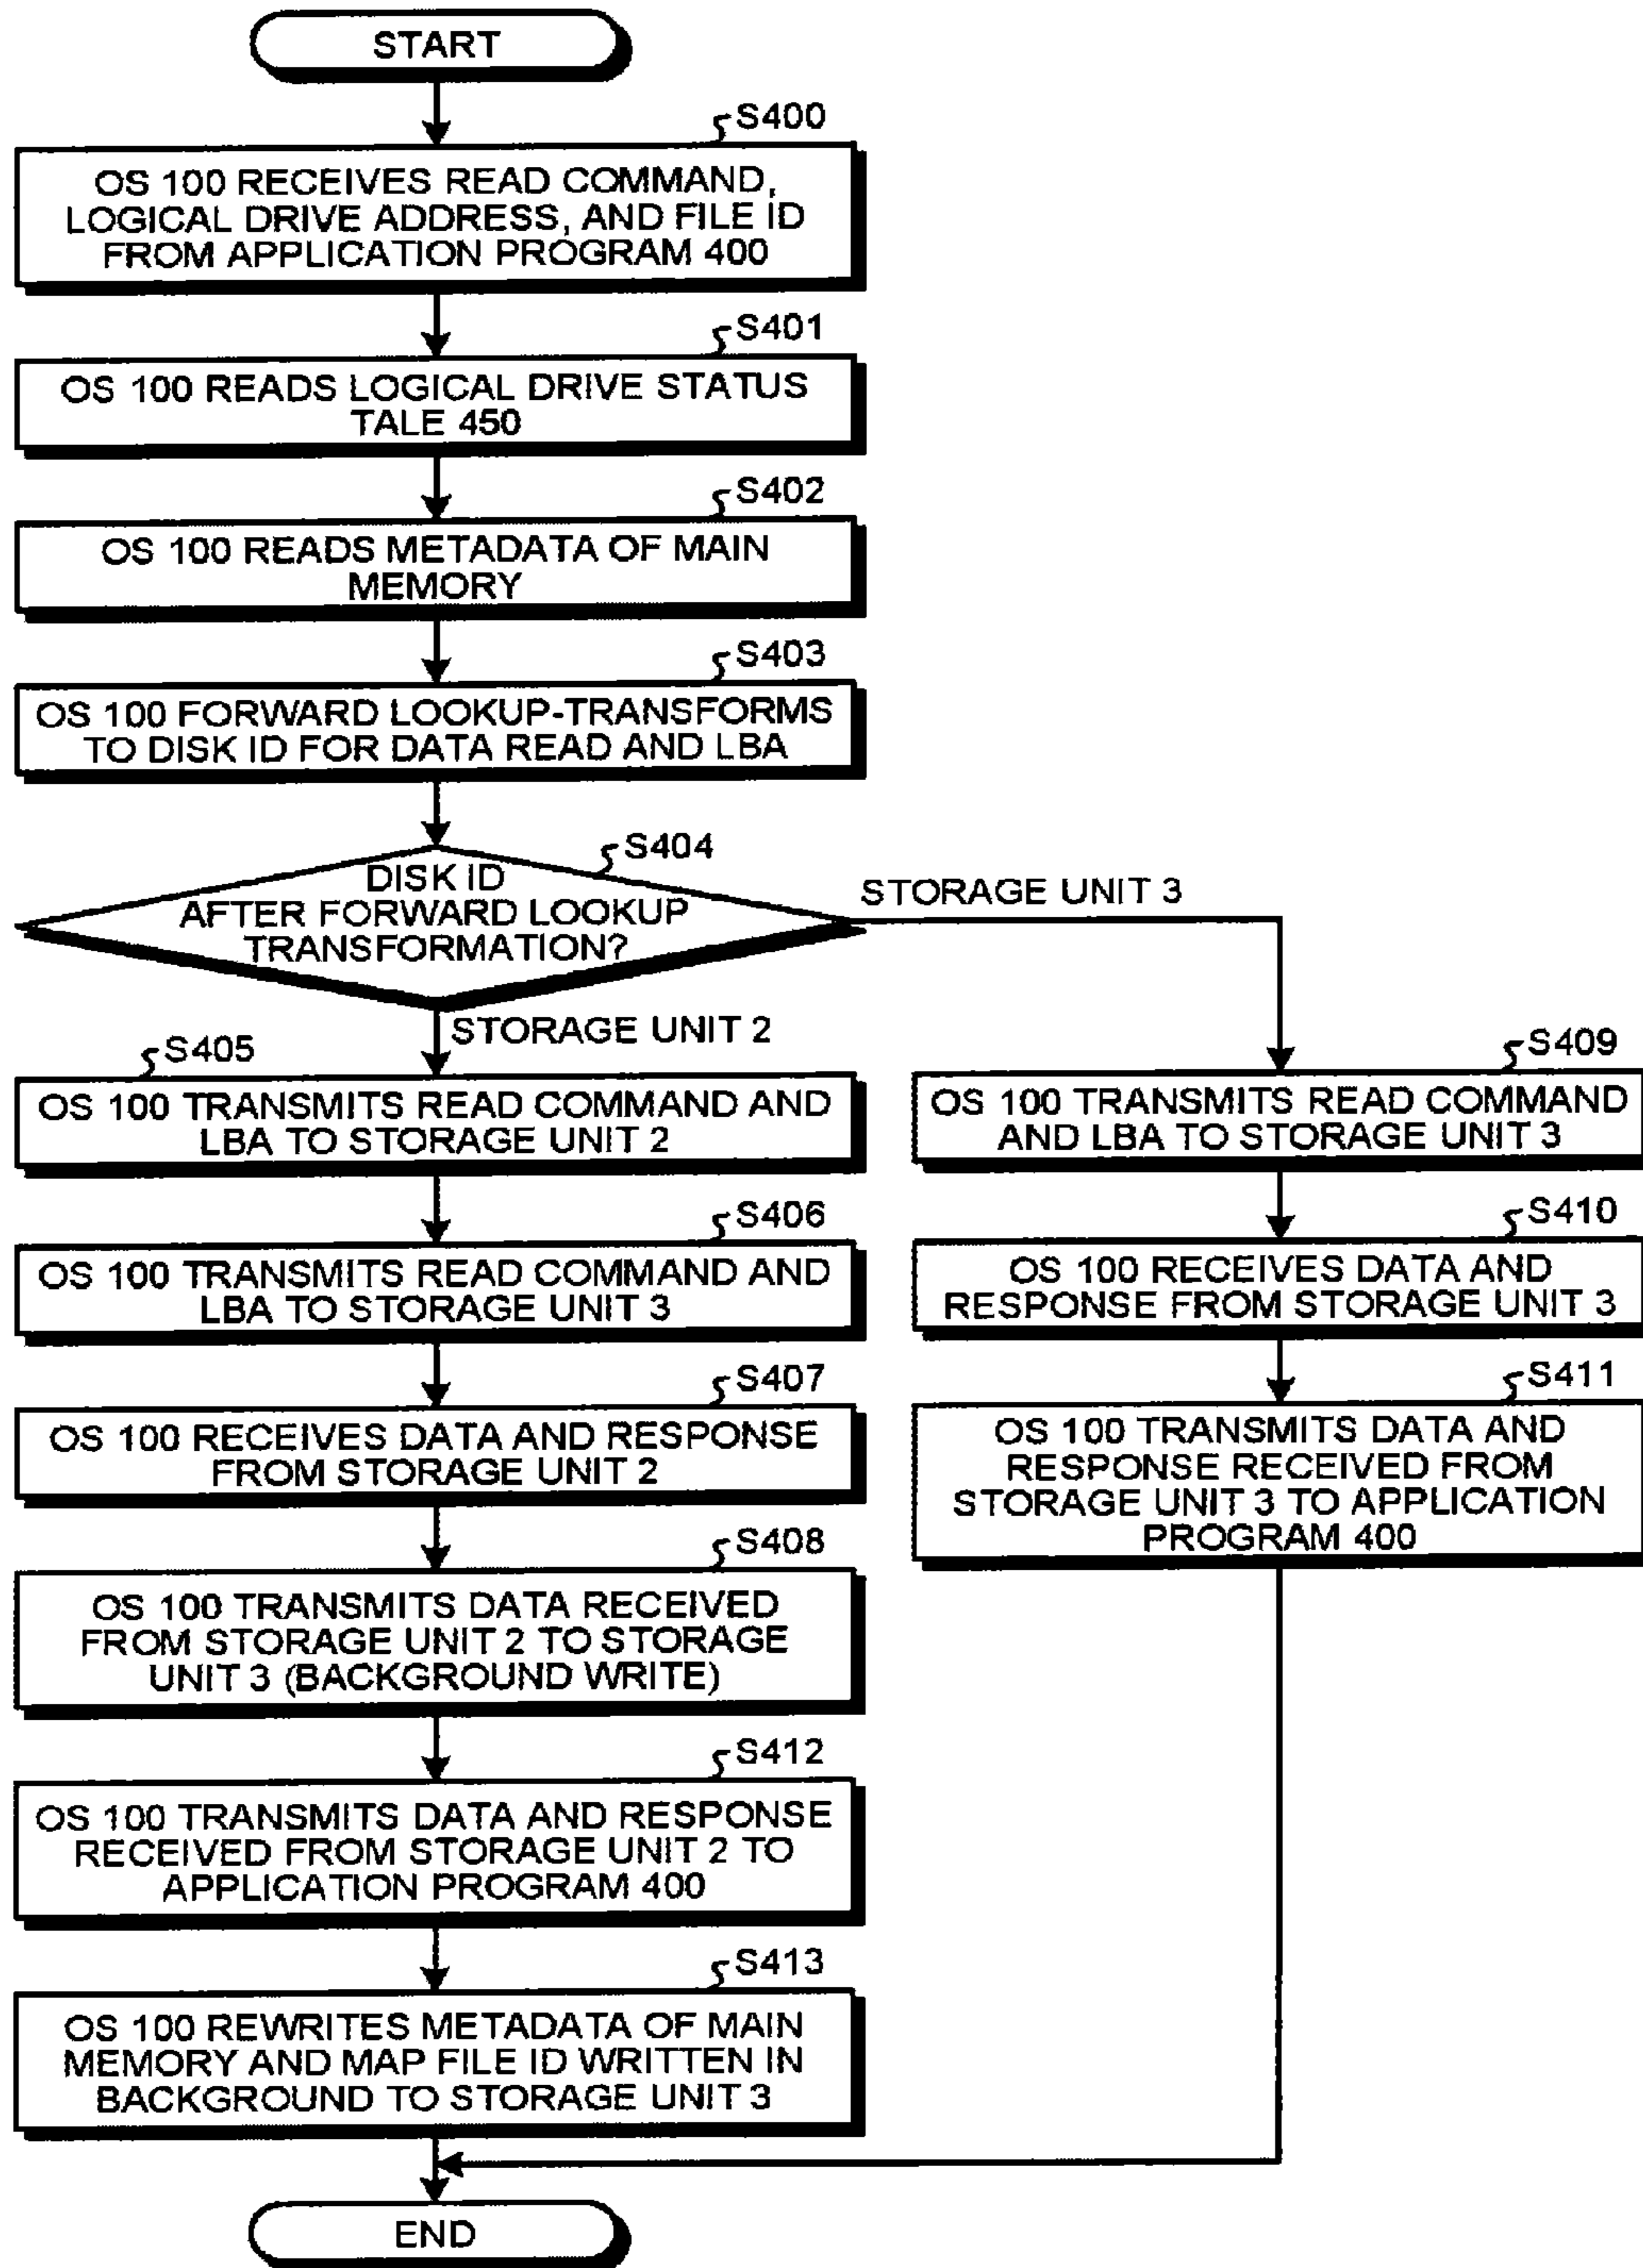 START
S400
OS 100 RECEIVES READ COMMAND,
LOGICAL DRIVE ADDRESS, AND FILE ID
FROM APPLICATION PROGRAM 400
S401
OS 100 READS LOGICAL DRIVE STATUS
TALE 450
S402
OS 100 READS METADATA OF MAIN
MEMORY
S403
OS 100 FORWARD LOOKUP-TRANSFORMS
TO DISK ID FOR DATA READ AND LBA
S404
DISK ID
AFTER FORWARD LOOKUP
TRANSFORMATION?
STORAGE UNIT 3
STORAGE UNIT 2
S405
OS 100 TRANSMITS READ COMMAND AND
LBA TO STORAGE UNIT 2
S406
OS 100 TRANSMITS READ COMMAND AND
LBA TO STORAGE UNIT 3
S407
OS 100 RECEIVES DATA AND RESPONSE
FROM STORAGE UNIT 2
S408
OS 100 TRANSMITS DATA RECEIVED
FROM STORAGE UNIT 2 TO STORAGE
UNIT 3 (BACKGROUND WRITE)
S412
OS 100 TRANSMITS DATA AND RESPONSE
RECEIVED FROM STORAGE UNIT 2 TO
APPLICATION PROGRAM 400
S413
OS 100 REWRITES METADATA OF MAIN
MEMORY AND MAP FILE ID WRITTEN IN
BACKGROUND TO STORAGE UNIT 3
S409
OS 100 TRANSMITS READ COMMAND
AND LBA TO STORAGE UNIT 3
S410
OS 100 RECEIVES DATA AND
RESPONSE FROM STORAGE UNIT 3
S411
OS 100 TRANSMITS DATA AND
RESPONSE RECEIVED FROM
STORAGE UNIT 3 TO APPLICATION
PROGRAM 400
END